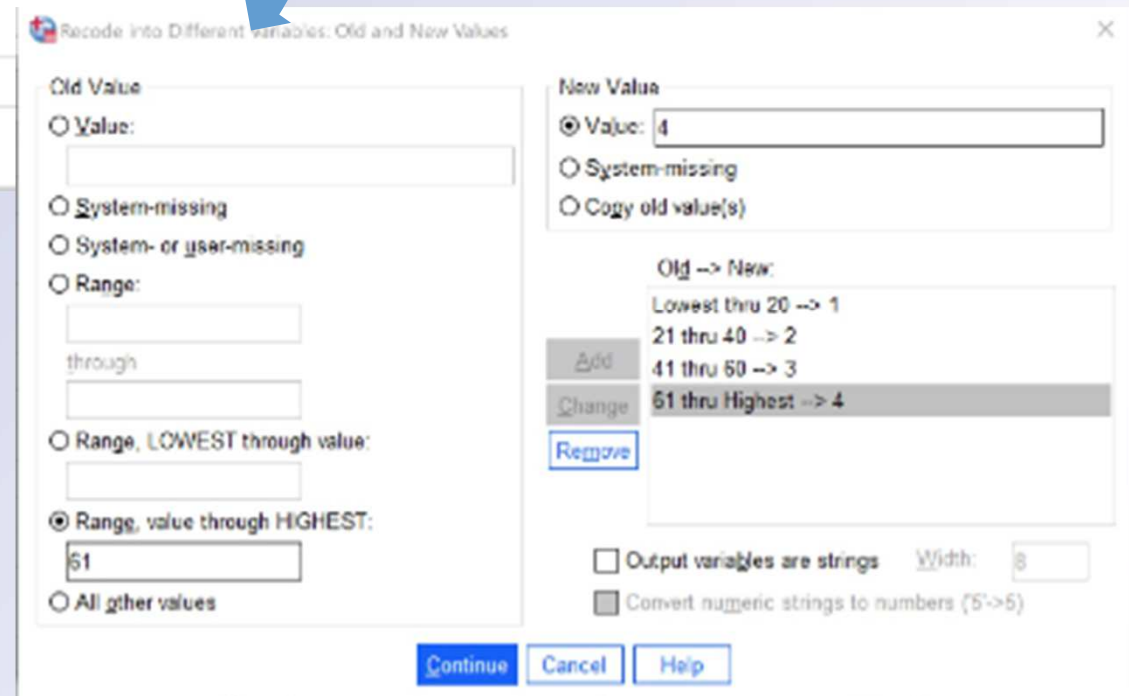 Recode into Different Variables: Old and New Values
Old Value
Value:
System-missing
System- or user-missing
Range:
through
Range, LOWEST through value:
Range, value through HIGHEST:
61
All other values
New Value
Value: 4
System-missing
Copy old value(s)
Old --> New:
Lowest thru 20 --> 1
21 thru 40 --> 2
41 thru 60 --> 3
61 thru Highest --> 4
Add
Change
Remove
Output variables are strings Width: 8
Convert numeric strings to numbers ('5'->5)
Continue Cancel Help